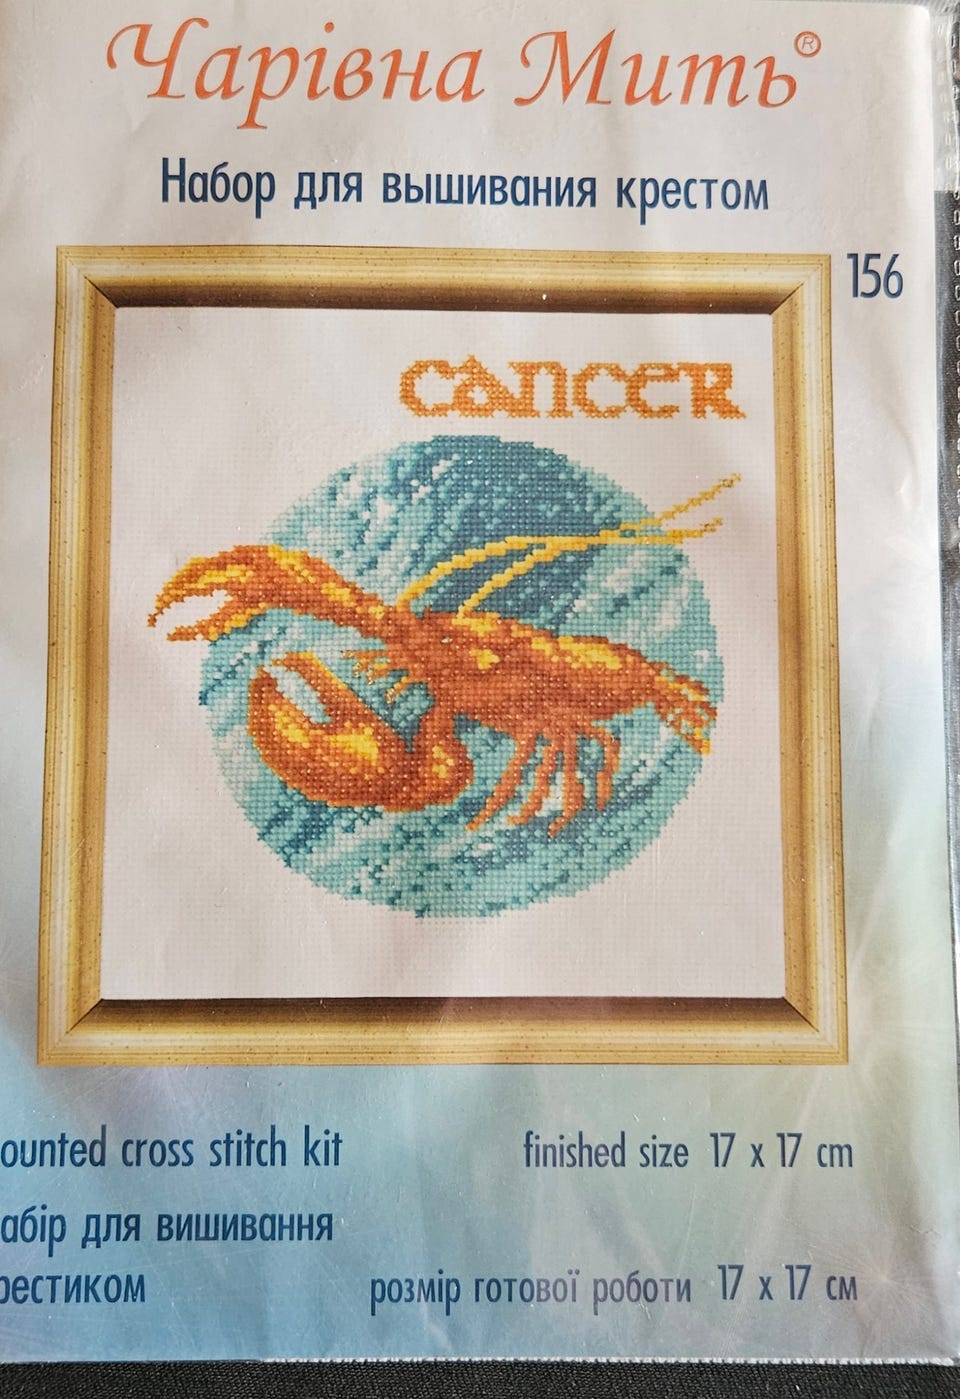 Чарівна Мить®
Набор для вышивания крестом
156
CANCER
ounted cross stitch kit
finished size 17 x 17 cm
абір для вишивання
рестиком
розмір готової роботи 17 x 17 см